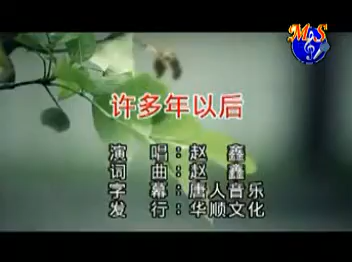 MS
许多年以后
演 唱：赵 鑫
词 曲：赵 鑫
字 幕：唐人音乐
发 行：华顺文化